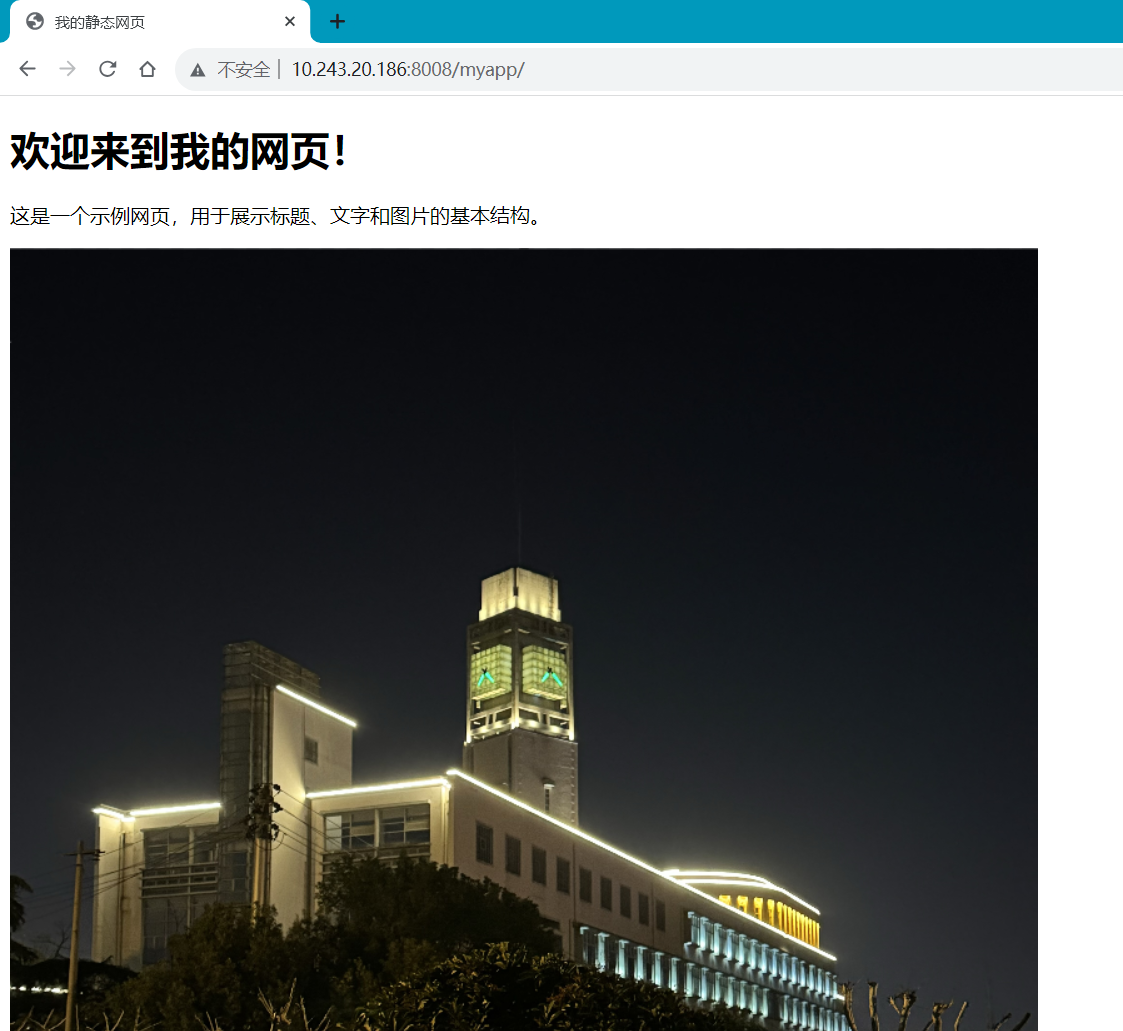 我的静态网页
不安全 | 10.243.20.186:8008/myapp/
欢迎来到我的网页！
这是一个示例网页，用于展示标题、文字和图片的基本结构。